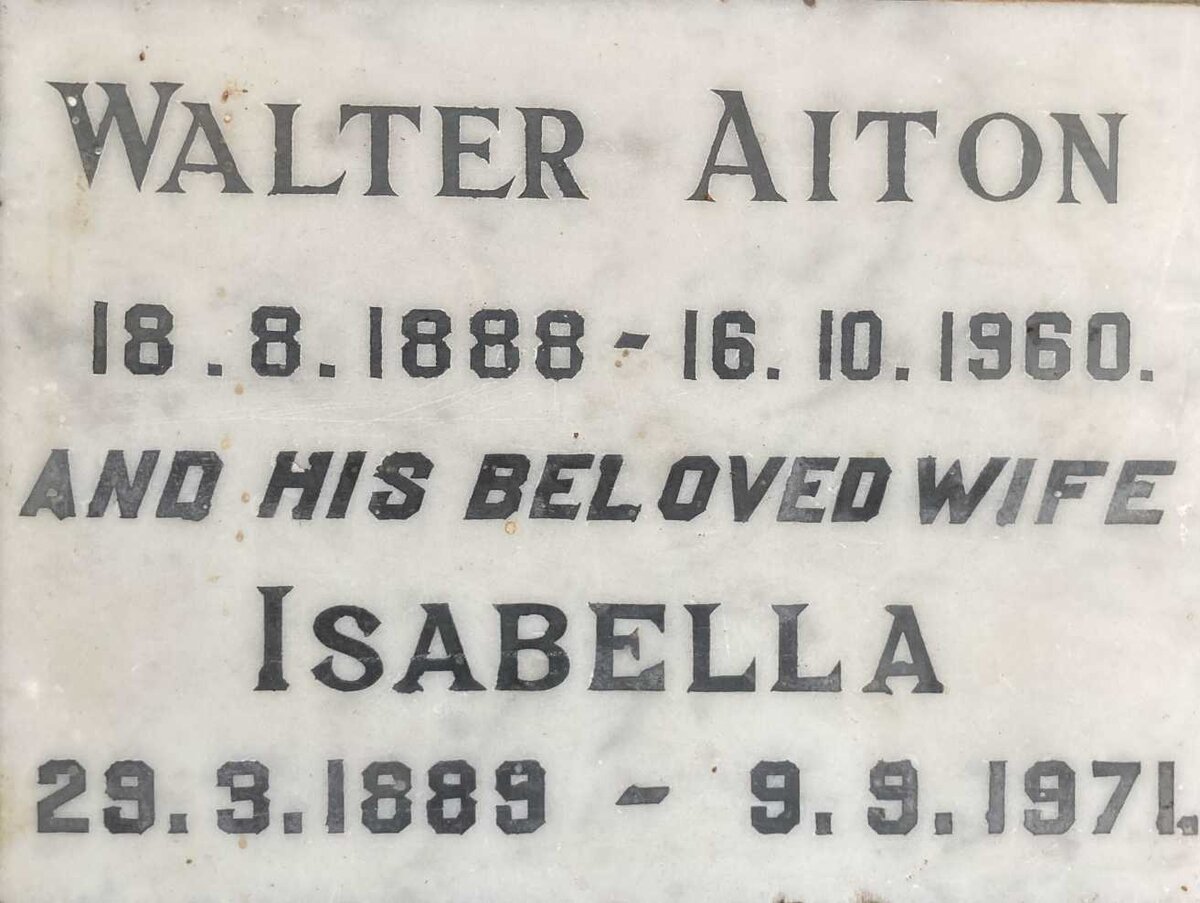 WALTER AITON
18.8.1888 - 16.10.1960.
AND HIS BELOVED WIFE
ISABELLA
29.3.1889 - 9.9.1971.